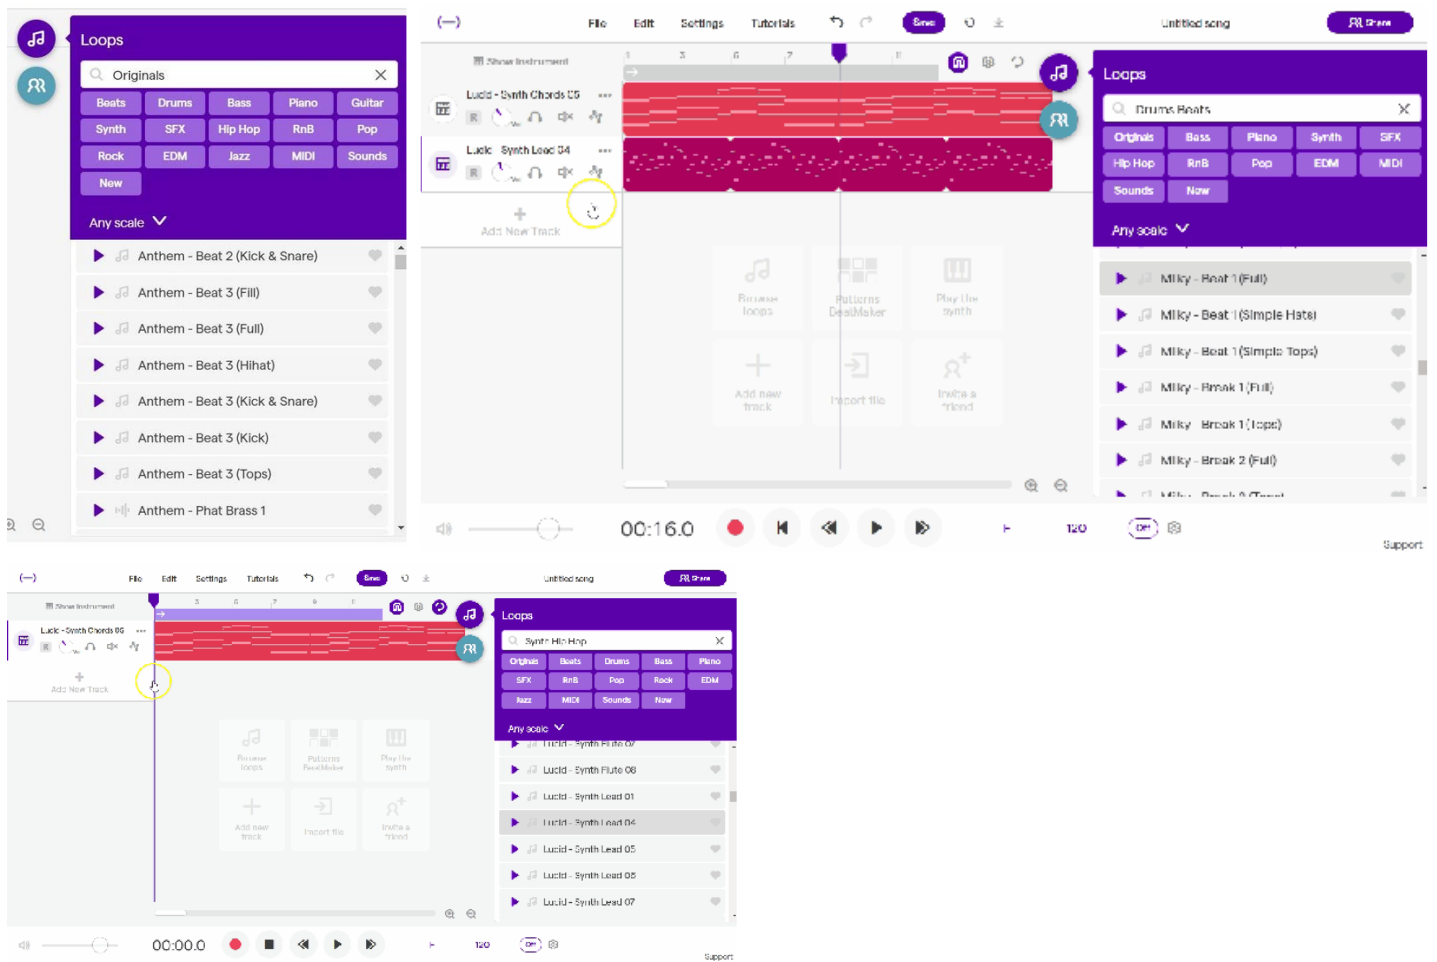 Loops
Originals
Beats Drums Bass Piano Guitar
Synth SFX Hip Hop RnB Pop
Rock EDM Jazz MIDI Sounds
New
Any scale
Anthem - Beat 2 (Kick & Snare)
Anthem - Beat 3 (Fill)
Anthem - Beat 3 (Full)
Anthem - Beat 3 (Hihat)
Anthem - Beat 3 (Kick & Snare)
Anthem - Beat 3 (Kick)
Anthem - Beat 3 (Tops)
Anthem - Phat Brass 1
File Edit Settings Tutorials Save Untitled song Share
Show Instrument
Lucid - Synth Chords 05
R
Lucid - Synth Lead 04
R
Add New Track
Browse loops
Patterns BeatMaker
Play the synth
Add new track
Import file
Invite a friend
00:16.0
120
Off
Support
Loops
Drums Beats
Originals Bass Piano Synth SFX
Hip Hop RnB Pop EDM MIDI
Sounds New
Any scale
Milky - Beat 1 (Full)
Milky - Beat 1 (Simple Hats)
Milky - Beat 1 (Simple Tops)
Milky - Break 1 (Full)
Milky - Break 1 (Tops)
Milky - Break 2 (Full)
File Edit Settings Tutorials Save Untitled song Share
Show Instrument
Lucid - Synth Chords 05
R
Add New Track
Browse loops
Patterns BeatMaker
Play the synth
Add new track
Import file
Invite a friend
00:00.0
120
Off
Support
Loops
Synth Hip Hop
Originals Beats Drums Bass Piano
SFX RnB Pop Rock EDM
Jazz MIDI Sounds New
Any scale
Lucid - Synth Flute 07
Lucid - Synth Flute 08
Lucid - Synth Lead 01
Lucid - Synth Lead 04
Lucid - Synth Lead 05
Lucid - Synth Lead 06
Lucid - Synth Lead 07